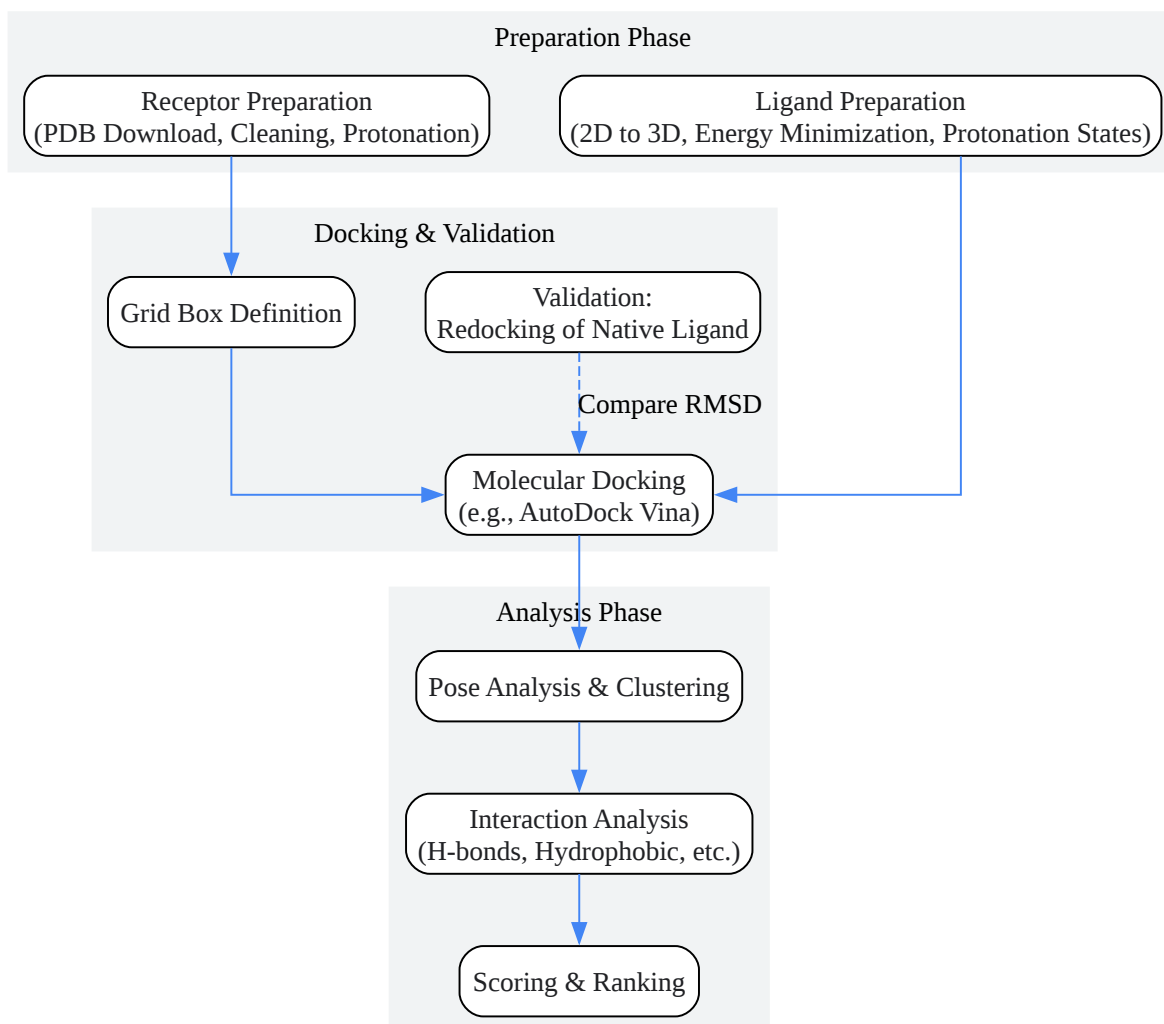 Preparation Phase
Receptor Preparation
(PDB Download, Cleaning, Protonation)
Ligand Preparation
(2D to 3D, Energy Minimization, Protonation States)
Docking & Validation
Grid Box Definition
Validation:
Redocking of Native Ligand
Compare RMSD
Molecular Docking
(e.g., AutoDock Vina)
Analysis Phase
Pose Analysis & Clustering
Interaction Analysis
(H-bonds, Hydrophobic, etc.)
Scoring & Ranking